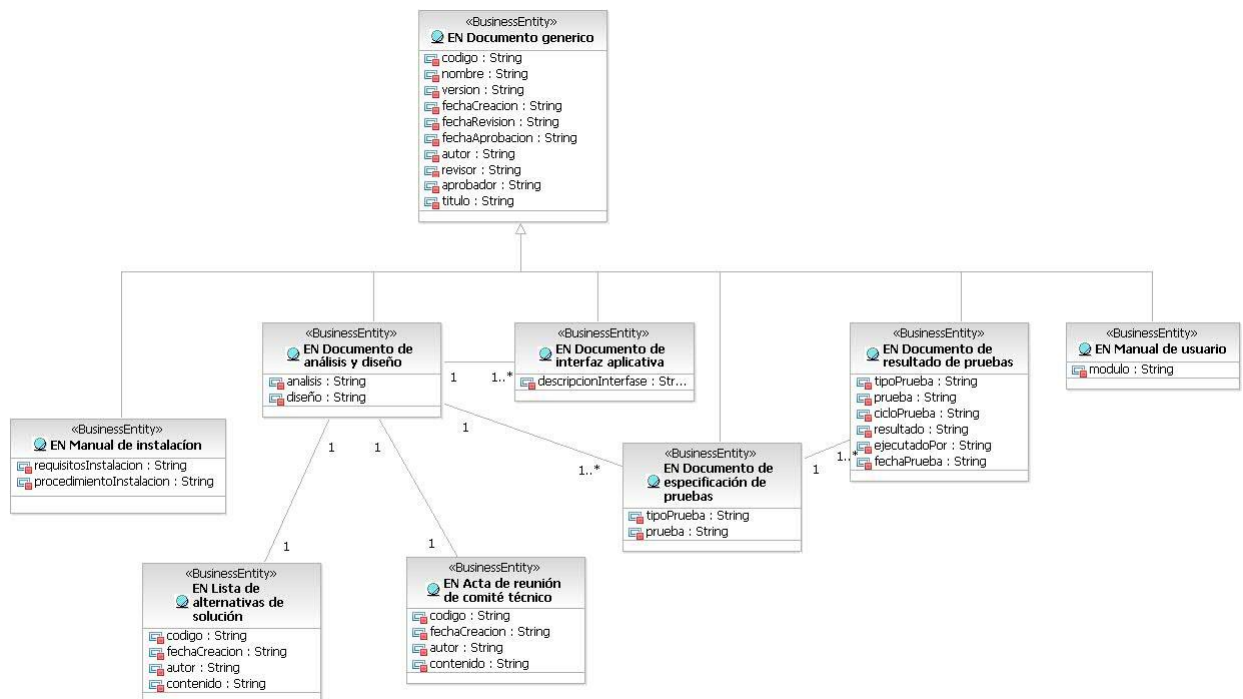 «BusinessEntity»
EN Documento generico
codigo : String
nombre : String
version : String
fechaCreacion : String
fechaRevision : String
fechaAprobacion : String
autor : String
revisor : String
aprobador : String
titulo : String
«BusinessEntity»
EN Documento de
análisis y diseño
analisis : String
diseño : String
«BusinessEntity»
EN Documento de
interfaz aplicativa
descripcionInterfase : Str...
«BusinessEntity»
EN Documento de
resultado de pruebas
tipoPrueba : String
prueba : String
cicloPrueba : String
resultado : String
ejecutadoPor : String
fechaPrueba : String
«BusinessEntity»
EN Manual de usuario
modulo : String
1
1..*
1
1..*
1
1..*
1
1
1
1
«BusinessEntity»
EN Manual de instalacíon
requisitosInstalacion : String
procedimientoInstalacion : String
«BusinessEntity»
EN Documento de
especificación de
pruebas
tipoPrueba : String
prueba : String
«BusinessEntity»
EN Lista de
alternativas de
solución
codigo : String
fechaCreacion : String
autor : String
contenido : String
«BusinessEntity»
EN Acta de reunión
de comité técnico
codigo : String
fechaCreacion : String
autor : String
contenido : String